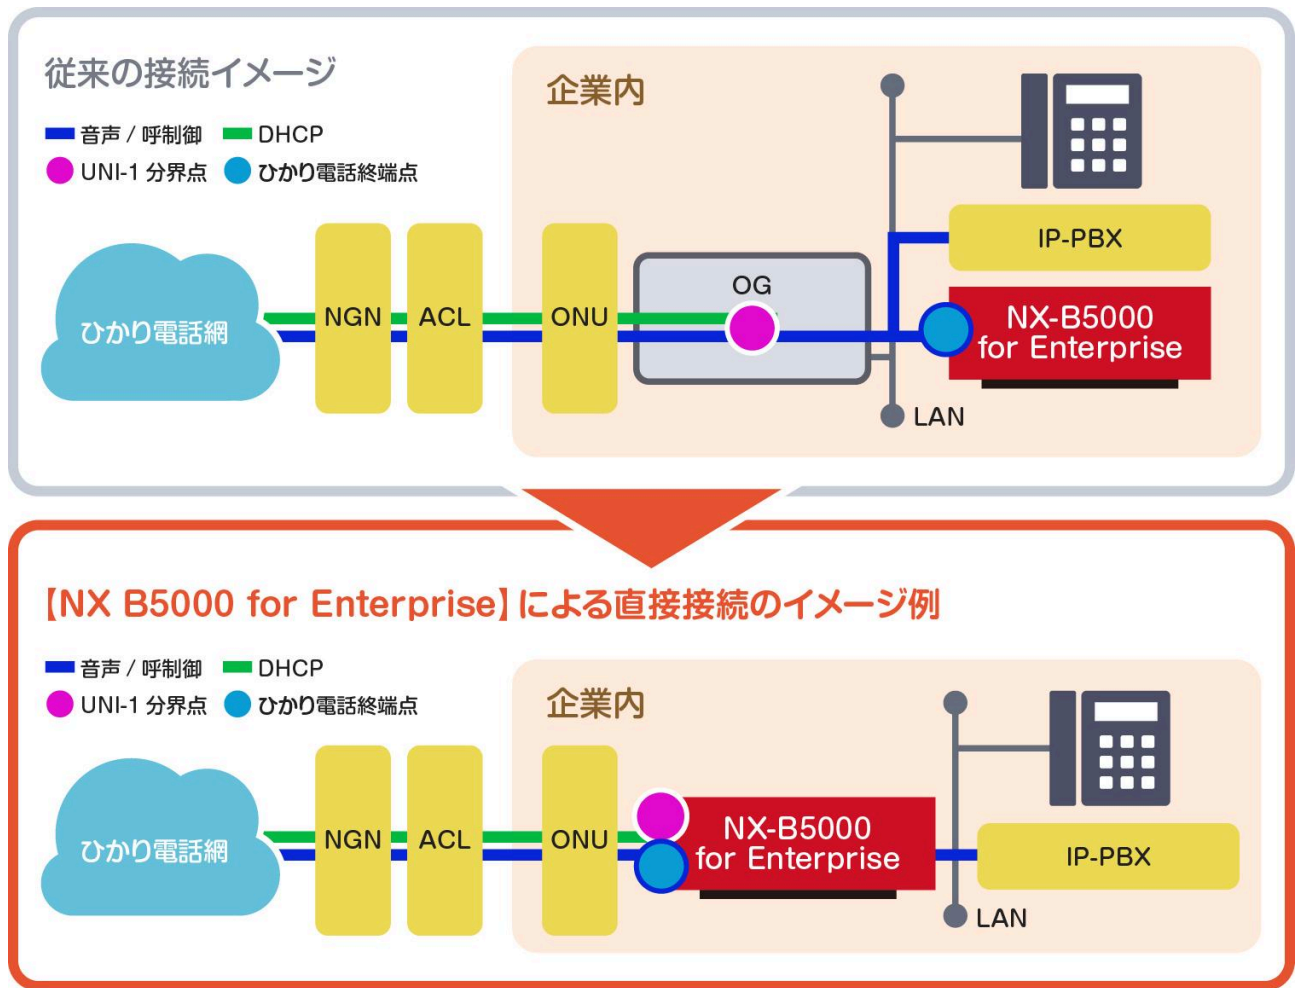 従来の接続イメージ
企業内
音声 / 呼制御
DHCP
UNI-1 分界点
ひかり電話終端点
ひかり電話網
NGN
ACL
ONU
OG
IP-PBX
NX-B5000
for Enterprise
LAN
【NX B5000 for Enterprise】による直接接続のイメージ例
音声 / 呼制御
DHCP
UNI-1 分界点
ひかり電話終端点
企業内
ひかり電話網
NGN
ACL
ONU
NX-B5000
for Enterprise
IP-PBX
LAN